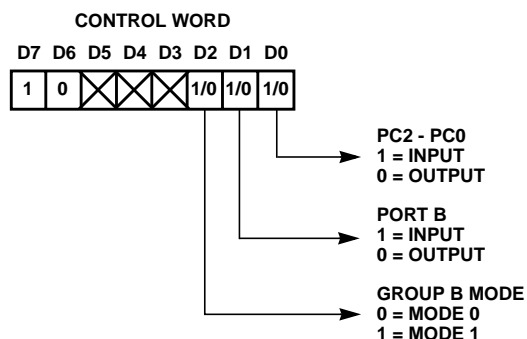 CONTROL WORD
D7 D6 D5 D4 D3 D2 D1 D0
1 0 1/0 1/0 1/0
PC2 - PC0
1 = INPUT
0 = OUTPUT
PORT B
1 = INPUT
0 = OUTPUT
GROUP B MODE
0 = MODE 0
1 = MODE 1